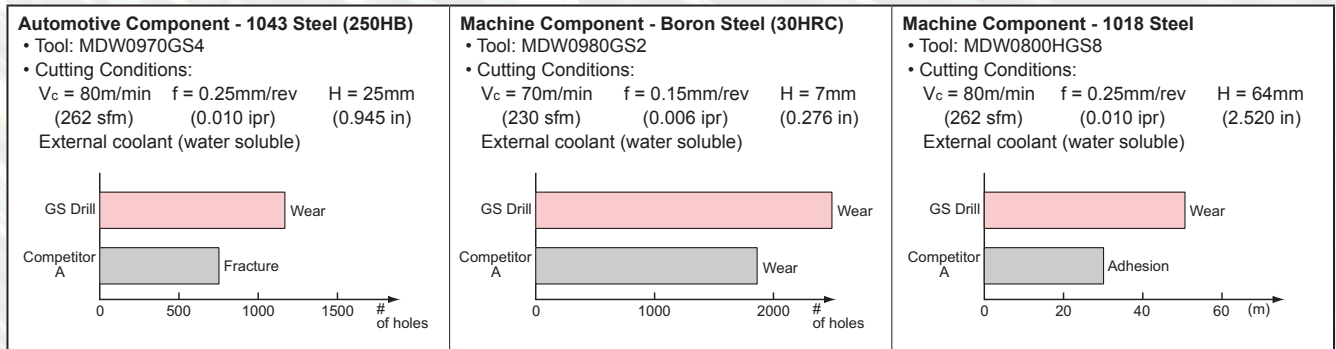 Automotive Component - 1043 Steel (250HB)
• Tool: MDW0970GS4
• Cutting Conditions:
Vc = 80m/min f = 0.25mm/rev H = 25mm
(262 sfm) (0.010 ipr) (0.945 in)
External coolant (water soluble)
GS Drill
Wear
Competitor
A
Fracture
0 500 1000 1500 #
of holes
Machine Component - Boron Steel (30HRC)
• Tool: MDW0980GS2
• Cutting Conditions:
Vc = 70m/min f = 0.15mm/rev H = 7mm
(230 sfm) (0.006 ipr) (0.276 in)
External coolant (water soluble)
GS Drill
Wear
Competitor
A
Wear
0 1000 2000 #
of holes
Machine Component - 1018 Steel
• Tool: MDW0800HGS8
• Cutting Conditions:
Vc = 80m/min f = 0.25mm/rev H = 64mm
(262 sfm) (0.010 ipr) (2.520 in)
External coolant (water soluble)
GS Drill
Wear
Competitor
A
Adhesion
0 20 40 60 (m)